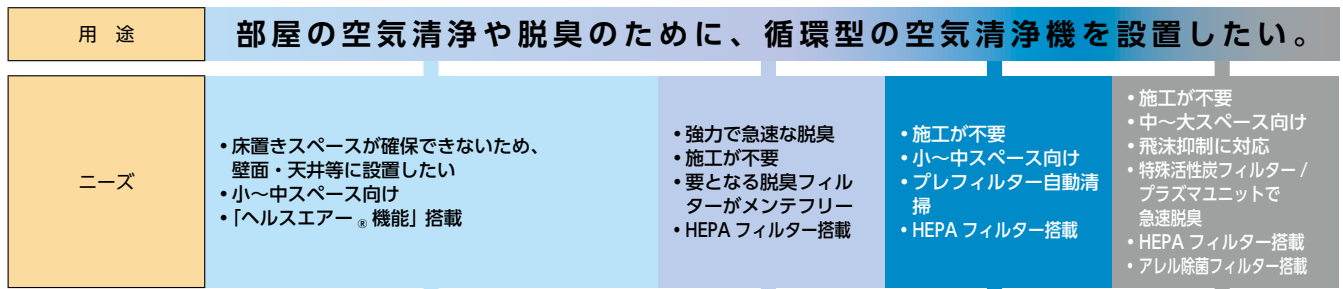 用 途
部屋の空気清浄や脱臭のために、循環型の空気清浄機を設置したい。
ニーズ
•床置きスペースが確保できないため、
壁面・天井等に設置したい
•小〜中スペース向け
•「ヘルスエアー®機能」搭載
•強力で急速な脱臭
•施工が不要
•要となる脱臭フィル
ターがメンテフリー
•HEPA フィルター搭載
•施工が不要
•小〜中スペース向け
•プレフィルター自動清
掃
•HEPA フィルター搭載
•施工が不要
•中〜大スペース向け
•飛沫抑制に対応
•特殊活性炭フィルター /
プラズマユニットで
急速脱臭
•HEPA フィルター搭載
•アレル除菌フィルター搭載